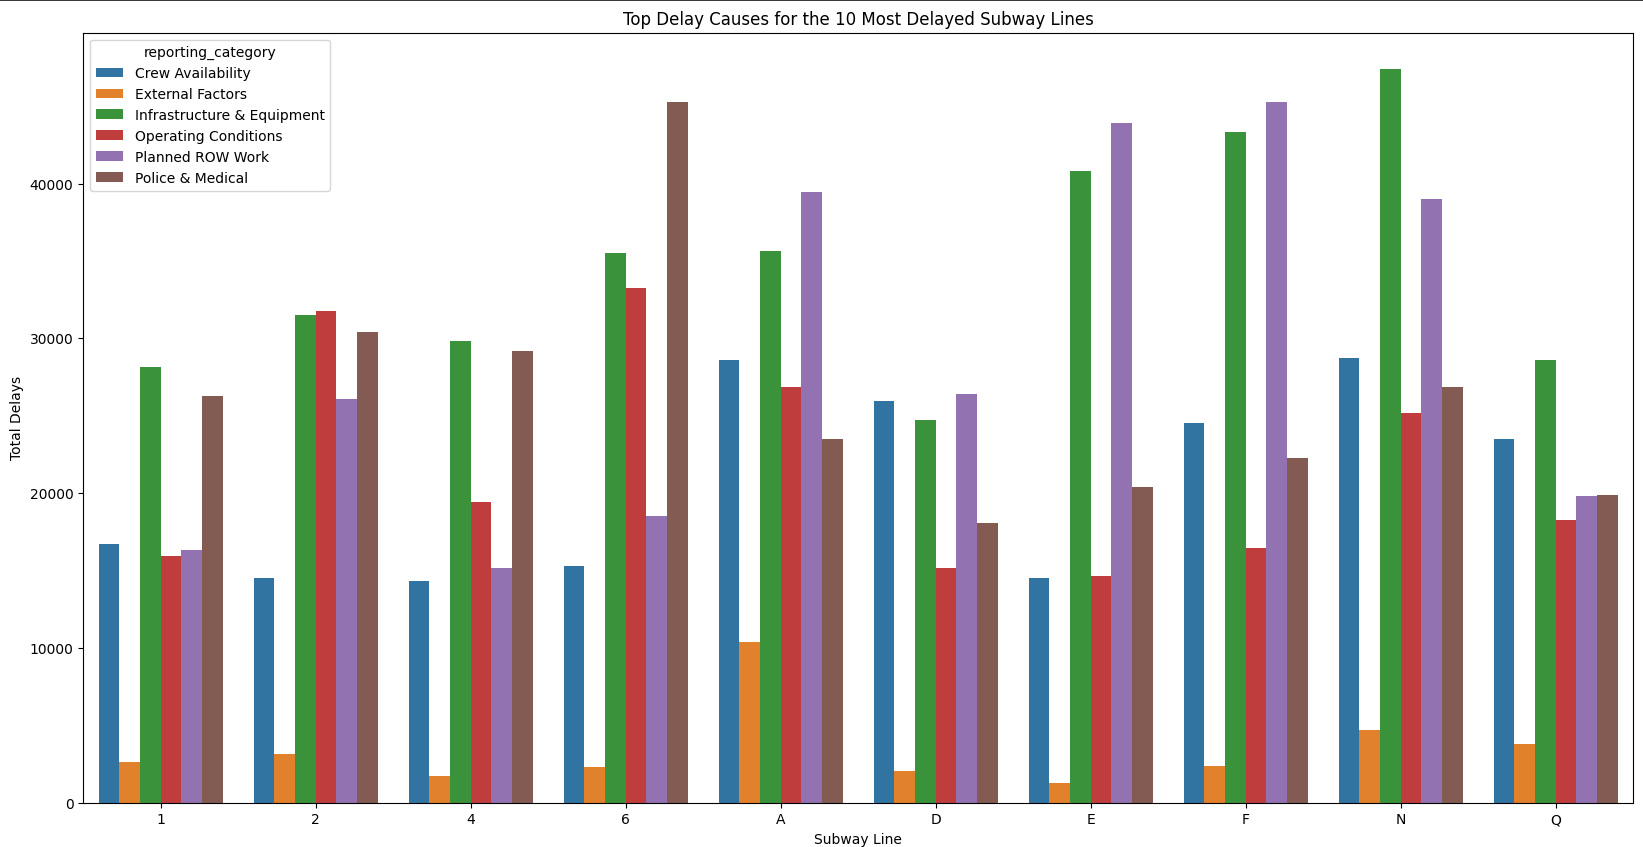 Top Delay Causes for the 10 Most Delayed Subway Lines
reporting_category
Crew Availability
External Factors
Infrastructure & Equipment
Operating Conditions
Planned ROW Work
Police & Medical
Total Delays
40000
30000
20000
10000
0
1 2 4 6 A D E F N Q
Subway Line